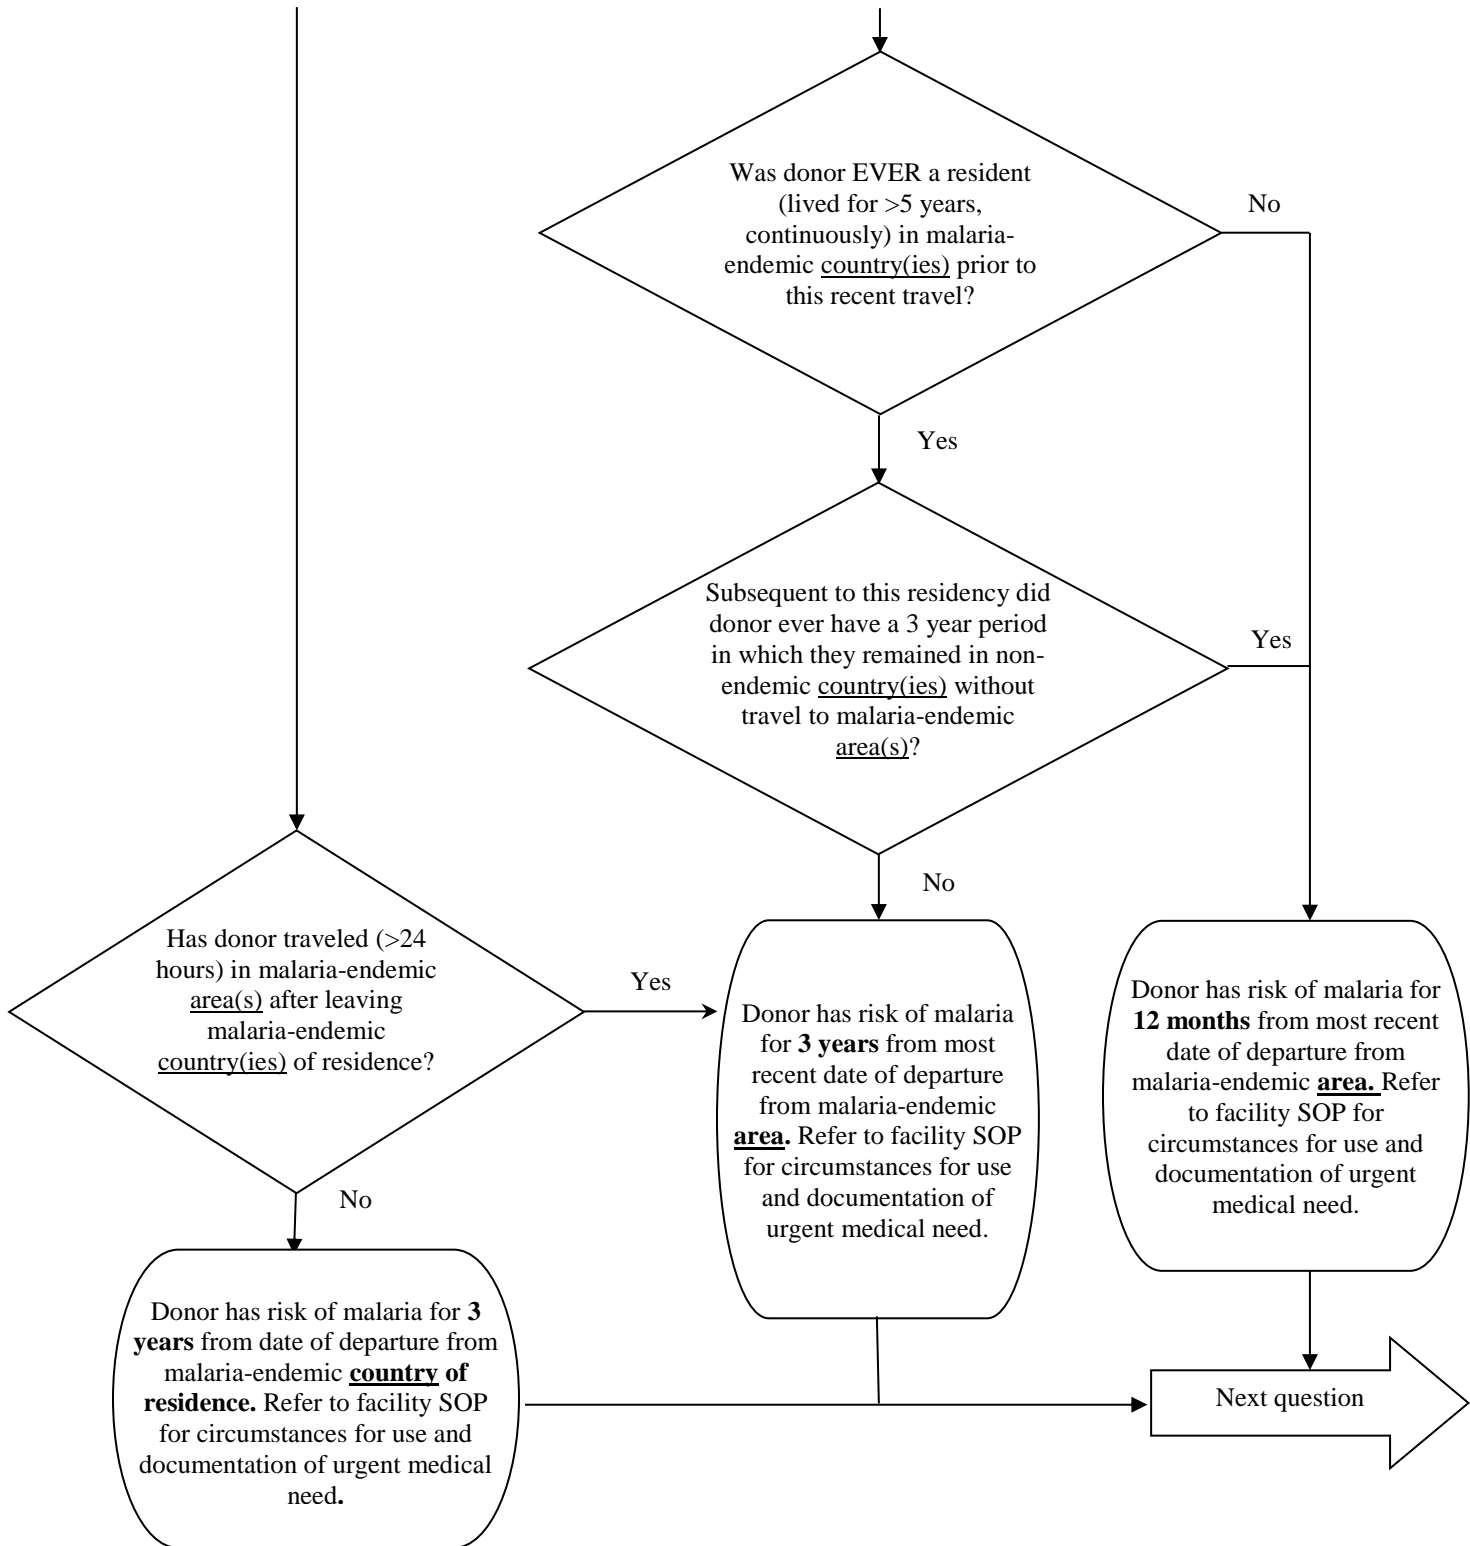 Was donor EVER a resident
(lived for >5 years,
continuously) in malaria-
endemic country(ies) prior to
this recent travel?
No
Yes
Subsequent to this residency did
donor ever have a 3 year period
in which they remained in non-
endemic country(ies) without
travel to malaria-endemic
area(s)?
Yes
No
Has donor traveled (>24
hours) in malaria-endemic
area(s) after leaving
malaria-endemic
country(ies) of residence?
Yes
No
Donor has risk of malaria
for 3 years from most
recent date of departure
from malaria-endemic
area. Refer to facility SOP
for circumstances for use
and documentation of
urgent medical need.
Donor has risk of malaria for
12 months from most recent
date of departure from
malaria-endemic area. Refer
to facility SOP for
circumstances for use and
documentation of urgent
medical need.
Donor has risk of malaria for 3
years from date of departure from
malaria-endemic country of
residence. Refer to facility SOP
for circumstances for use and
documentation of urgent medical
need.
Next question